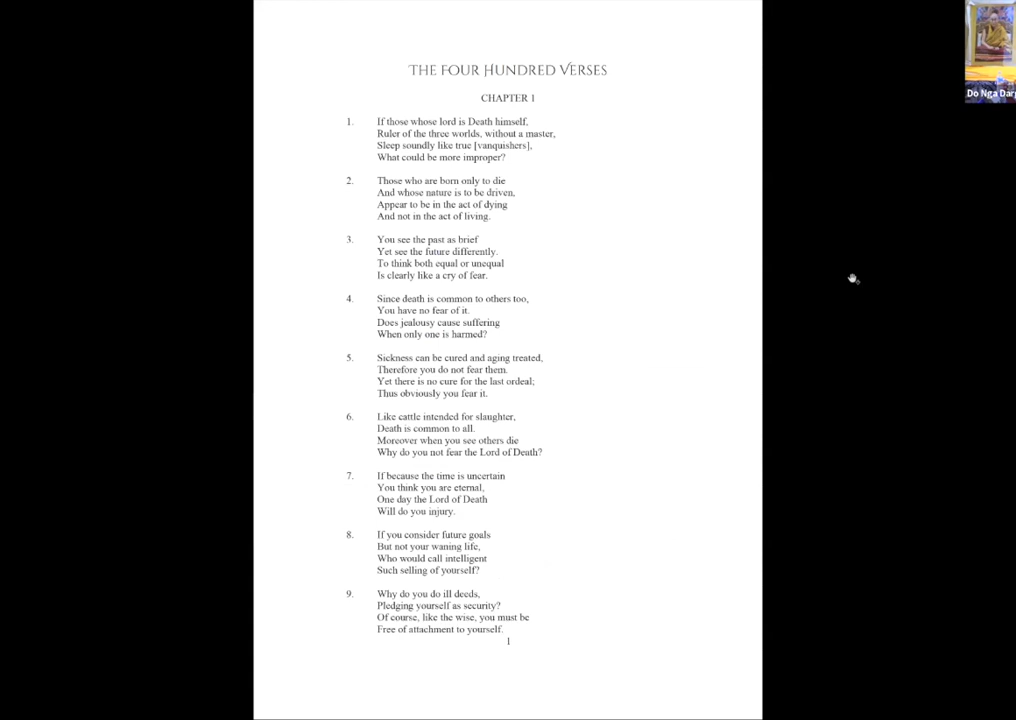 THE FOUR HUNDRED VERSES
CHAPTER 1
1. If those whose lord is Death himself,
Ruler of the three worlds, without a master,
Sleep soundly like true [vanquishers],
What could be more improper?
2. Those who are born only to die
And whose nature is to be driven,
Appear to be in the act of dying
And not in the act of living.
3. You see the past as brief
Yet see the future differently.
To think both equal or unequal
Is clearly like a cry of fear.
4. Since death is common to others too,
You have no fear of it.
Does jealousy cause suffering
When only one is harmed?
5. Sickness can be cured and aging treated,
Therefore you do not fear them.
Yet there is no cure for the last ordeal;
Thus obviously you fear it.
6. Like cattle intended for slaughter,
Death is common to all.
Moreover when you see others die
Why do you not fear the Lord of Death?
7. If because the time is uncertain
You think you are eternal,
One day the Lord of Death
Will do you injury.
8. If you consider future goals
But not your waning life,
Who would call intelligent
Such selling of yourself?
9. Why do you do ill deeds,
Pledging yourself as security?
Of course, like the wise, you must be
Free of attachment to yourself.
1
Do Nga Darg